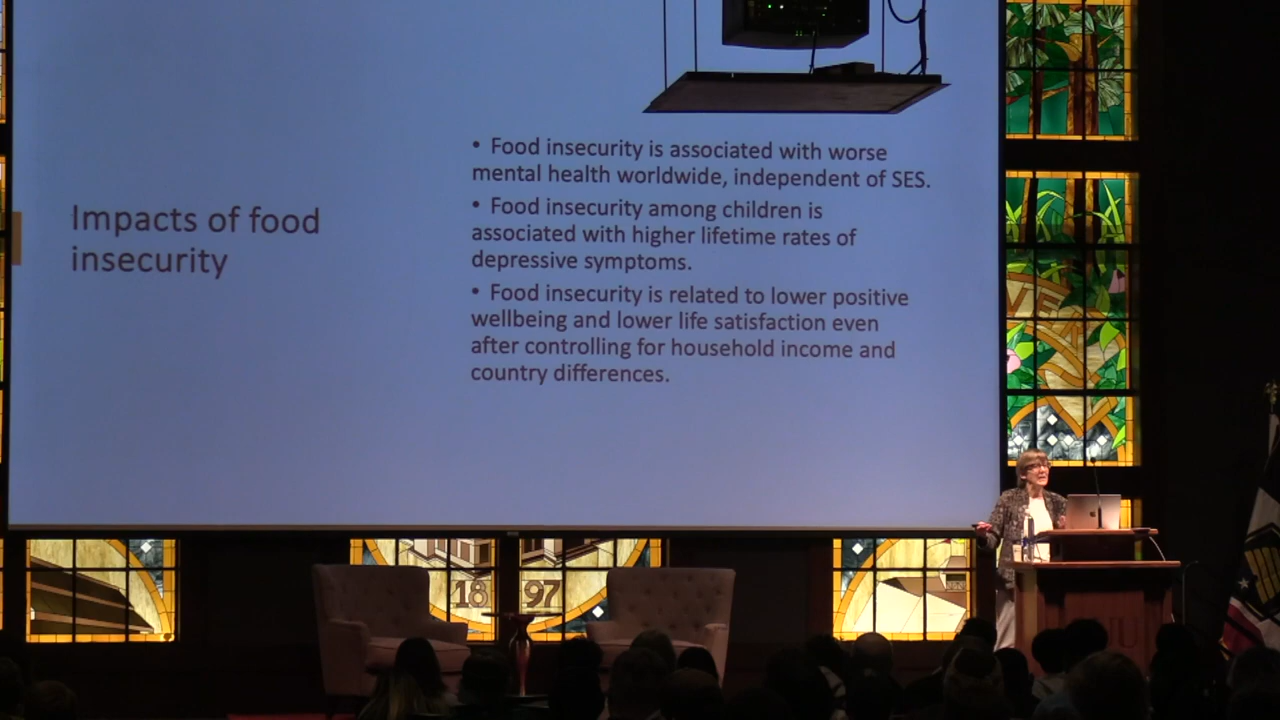 Impacts of food
insecurity
• Food insecurity is associated with worse
mental health worldwide, independent of SES.
• Food insecurity among children is
associated with higher lifetime rates of
depressive symptoms.
• Food insecurity is related to lower positive
wellbeing and lower life satisfaction even
after controlling for household income and
country differences.
18 97